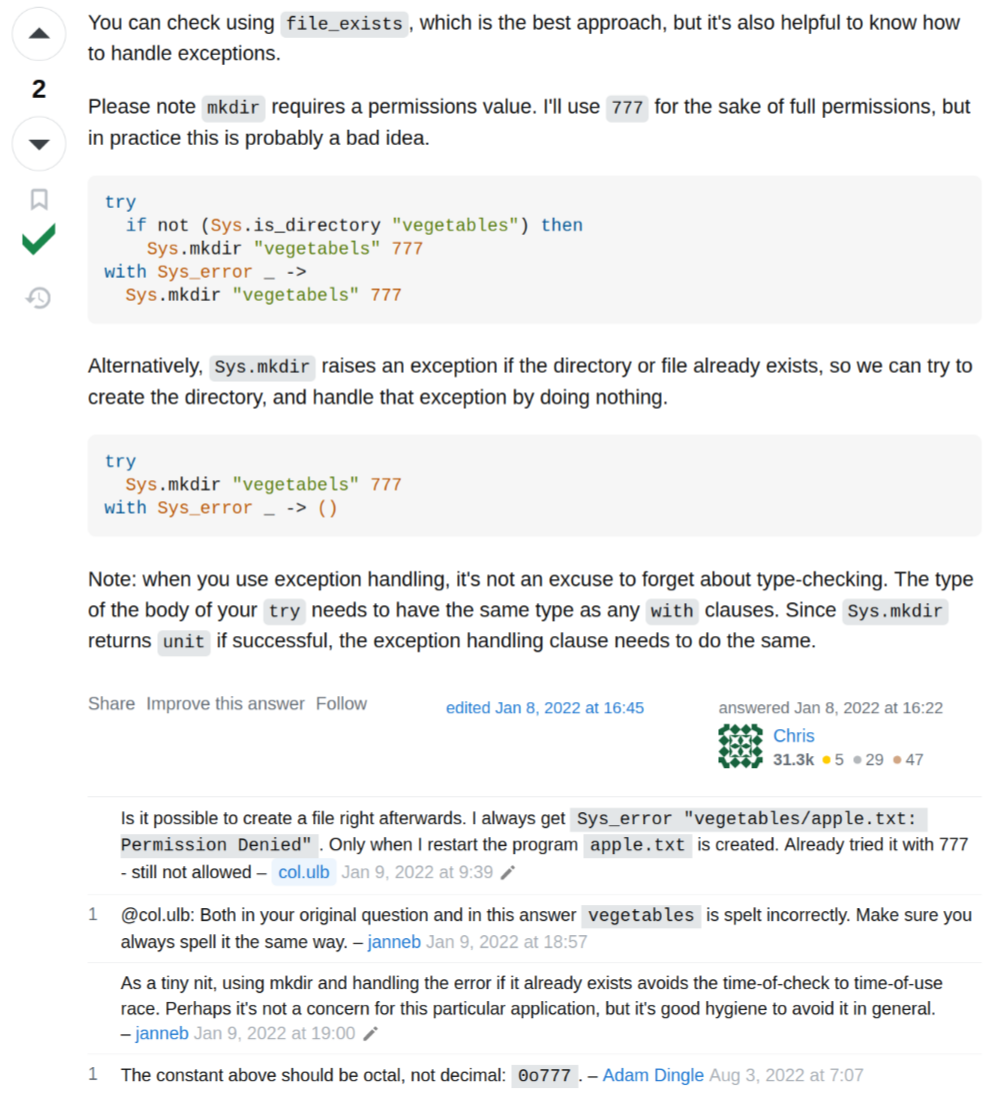 You can check using file_exists, which is the best approach, but it's also helpful to know how
to handle exceptions.
2
Please note mkdir requires a permissions value. I'll use 777 for the sake of full permissions, but
in practice this is probably a bad idea.
try
  if not (Sys.is_directory "vegetables") then
    Sys.mkdir "vegetabels" 777
with Sys_error _ ->
  Sys.mkdir "vegetabels" 777
Alternatively, Sys.mkdir raises an exception if the directory or file already exists, so we can try to
create the directory, and handle that exception by doing nothing.
try
  Sys.mkdir "vegetabels" 777
with Sys_error _ -> ()
Note: when you use exception handling, it's not an excuse to forget about type-checking. The type
of the body of your try needs to have the same type as any with clauses. Since Sys.mkdir
returns unit if successful, the exception handling clause needs to do the same.
Share Improve this answer Follow
edited Jan 8, 2022 at 16:45
answered Jan 8, 2022 at 16:22
Chris
31.3k 5 29 47
Is it possible to create a file right afterwards. I always get Sys_error "vegetables/apple.txt:
Permission Denied" . Only when I restart the program apple.txt is created. Already tried it with 777
- still not allowed – col.ulb Jan 9, 2022 at 9:39
1 @col.ulb: Both in your original question and in this answer vegetables is spelt incorrectly. Make sure you
always spell it the same way. – janneb Jan 9, 2022 at 18:57
As a tiny nit, using mkdir and handling the error if it already exists avoids the time-of-check to time-of-use
race. Perhaps it's not a concern for this particular application, but it's good hygiene to avoid it in general.
– janneb Jan 9, 2022 at 19:00
1 The constant above should be octal, not decimal: 0o777 . – Adam Dingle Aug 3, 2022 at 7:07